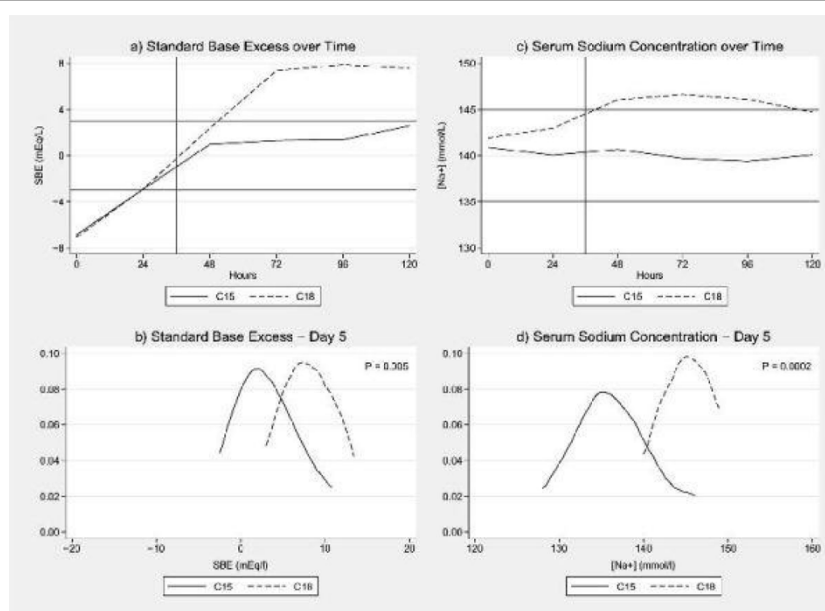 a) Standard Base Excess over Time
SBE (mEq/L)
8
4
0
−4
−8
0 24 48 72 96 120
Hours
C15 C18
c) Serum Sodium Concentration over Time
[Na+] (mmol/L)
150
145
140
135
130
0 24 48 72 96 120
Hours
C15 C18
b) Standard Base Excess − Day 5
P = 0.005
0.10
0.08
0.06
0.04
0.02
0.00
−20 −10 0 10 20
SBE (mEq/l)
C15 C18
d) Serum Sodium Concentration − Day 5
P = 0.0002
0.10
0.08
0.06
0.04
0.02
0.00
120 130 140 150 160
[Na+] (mmol/l)
C15 C18